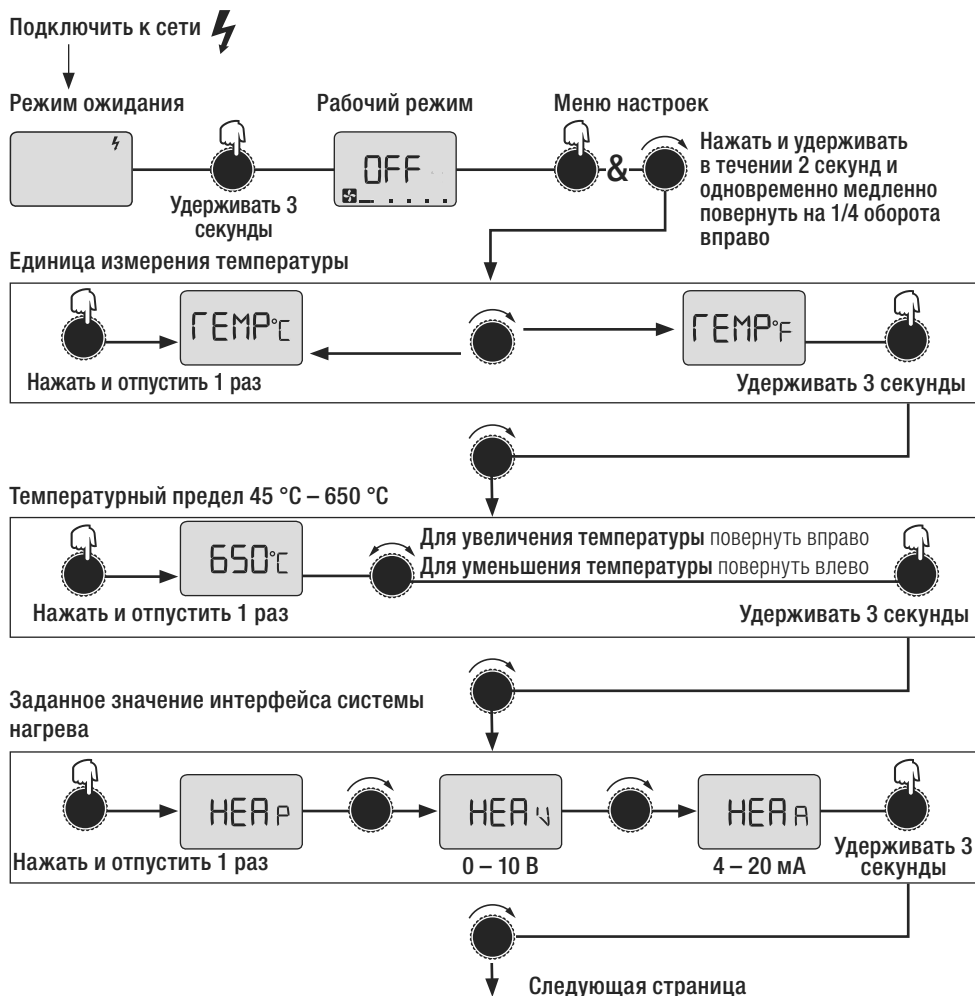 Подключить к сети
Режим ожидания
Рабочий режим
Меню настроек
OFF
&
Нажать и удерживать
в течении 2 секунд и
одновременно медленно
повернуть на 1/4 оборота
вправо
Удерживать 3
секунды
Единица измерения температуры
TEMP°C
TEMP°F
Нажать и отпустить 1 раз
Удерживать 3 секунды
Температурный предел 45 °C – 650 °C
650°C
Для увеличения температуры повернуть вправо
Для уменьшения температуры повернуть влево
Нажать и отпустить 1 раз
Удерживать 3 секунды
Заданное значение интерфейса системы
нагрева
HEA P
HEA V
HEA A
Нажать и отпустить 1 раз
0 – 10 В
4 – 20 мА
Удерживать 3
секунды
Следующая страница